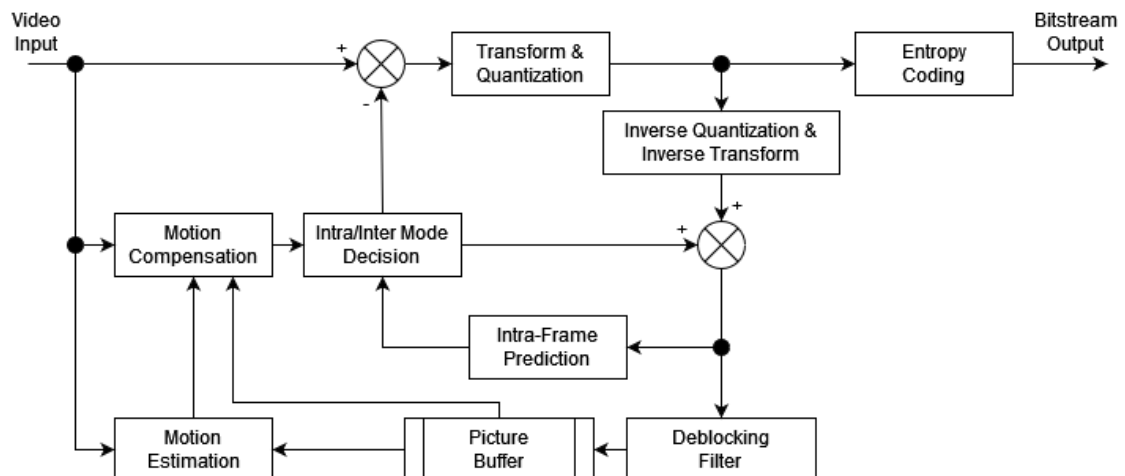 Video
Input
Bitstream
Output
+
Transform &
Quantization
Entropy
Coding
-
Inverse Quantization &
Inverse Transform
+
Motion
Compensation
Intra/Inter Mode
Decision
+
Intra-Frame
Prediction
Motion
Estimation
Picture
Buffer
Deblocking
Filter